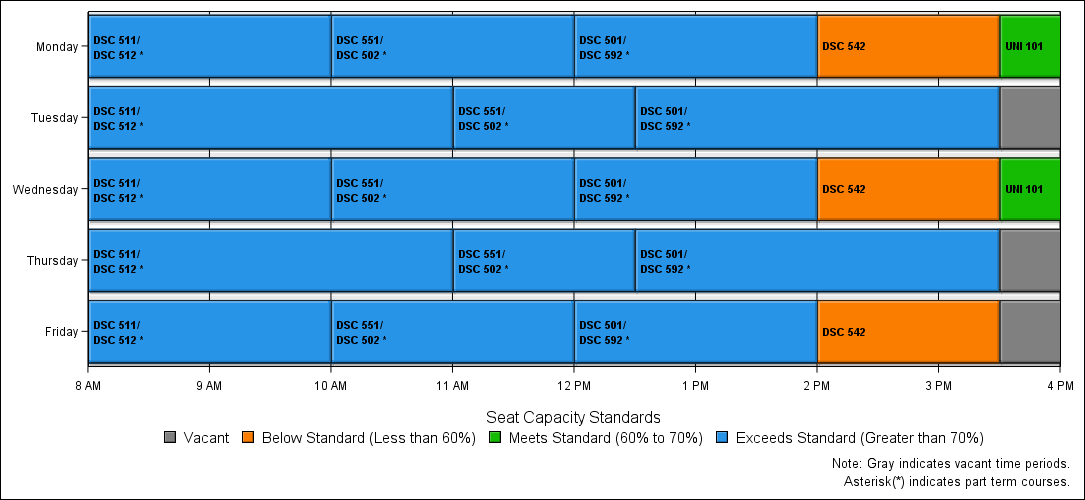 Monday
DSC 511/
DSC 512 *
DSC 551/
DSC 502 *
DSC 501/
DSC 592 *
DSC 542
UNI 101
Tuesday
DSC 511/
DSC 512 *
DSC 551/
DSC 502 *
DSC 501/
DSC 592 *
Wednesday
DSC 511/
DSC 512 *
DSC 551/
DSC 502 *
DSC 501/
DSC 592 *
DSC 542
UNI 101
Thursday
DSC 511/
DSC 512 *
DSC 551/
DSC 502 *
DSC 501/
DSC 592 *
Friday
DSC 511/
DSC 512 *
DSC 551/
DSC 502 *
DSC 501/
DSC 592 *
DSC 542
8 AM 9 AM 10 AM 11 AM 12 PM 1 PM 2 PM 3 PM 4 PM
Seat Capacity Standards
Vacant Below Standard (Less than 60%) Meets Standard (60% to 70%) Exceeds Standard (Greater than 70%)
Note: Gray indicates vacant time periods.
Asterisk(*) indicates part term courses.